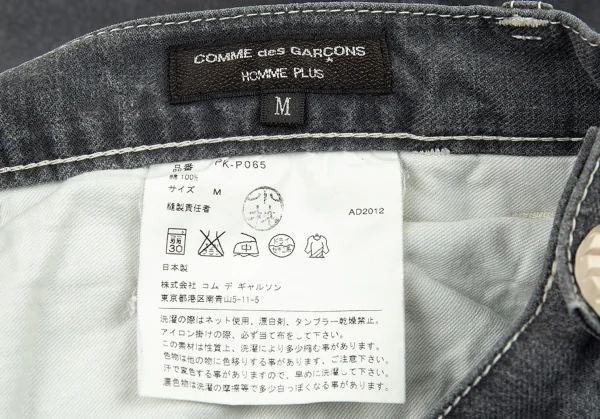 COMME des GARÇONS
HOMME PLUS
M
品番 PK-P065
綿 100%
サイズ M
縫製責任者
AD2012
30
中
ドライ
日本製
株式会社 コム デ ギャルソン
東京都港区南青山5-11-5
洗濯の際はネット使用、漂白剤、タンブラー乾燥禁止。
アイロン掛けの際、必ず当て布をして下さい。
この素材は性質上、洗濯により多少縮む事があります。
色物は他の物に色移りする事がります、ご注意下さい。
汗で変色する事がありますので、早めに洗濯して下さい。
濃色物は洗濯の摩擦等で多少白っぽくなる事があります。